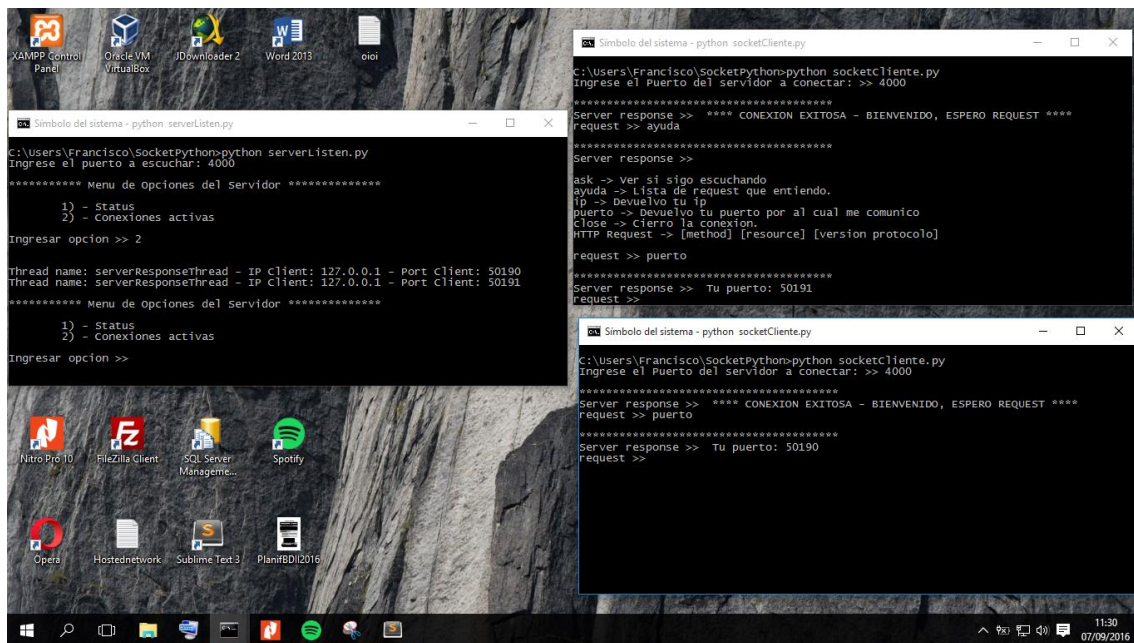 XAMPP Control
Panel
Oracle VM
VirtualBox
JDownloader 2
Word 2013
oioi
Símbolo del sistema - python serverListen.py
C:\Users\Francisco\SocketPython>python serverListen.py
Ingrese el puerto a escuchar: 4000
*********** Menu de Opciones del Servidor **************
1) - Status
2) - Conexiones activas
Ingresar opcion >> 2
Thread name: serverResponseThread - IP Client: 127.0.0.1 - Port Client: 50190
Thread name: serverResponseThread - IP Client: 127.0.0.1 - Port Client: 50191
*********** Menu de Opciones del Servidor **************
1) - Status
2) - Conexiones activas
Ingresar opcion >>
Símbolo del sistema - python socketCliente.py
C:\Users\Francisco\SocketPython>python socketCliente.py
Ingrese el Puerto del servidor a conectar: >> 4000
***************************************
Server response >> **** CONEXION EXITOSA - BIENVENIDO, ESPERO REQUEST ****
request >> ayuda
***************************************
Server response >>
ask -> Ver si sigo escuchando
ayuda -> Lista de request que entiendo.
ip -> Devuelvo tu ip
puerto -> Devuelvo tu puerto por al cual me comunico
close -> Cierro la conexion.
HTTP Request -> [method] [resource] [version protocolo]
request >> puerto
***************************************
Server response >> Tu puerto: 50191
request >>
Símbolo del sistema - python socketCliente.py
C:\Users\Francisco\SocketPython>python socketCliente.py
Ingrese el Puerto del servidor a conectar: >> 4000
***************************************
Server response >> **** CONEXION EXITOSA - BIENVENIDO, ESPERO REQUEST ****
request >> puerto
***************************************
Server response >> Tu puerto: 50190
request >>
Nitro Pro 10
FileZilla Client
SQL Server
Manageme...
Spotify
Opera
Hostednetwork
Sublime Text 3
PlanifBDII2016
11:30
07/09/2016